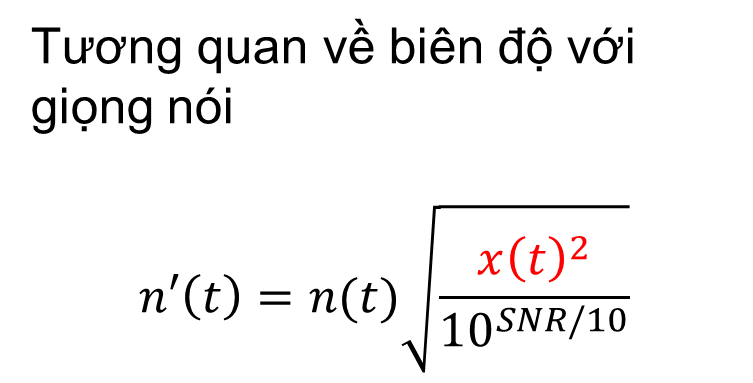 Tương quan về biên độ với
giọng nói
n′(t) = n(t) √(x(t)² / 10^(SNR/10))